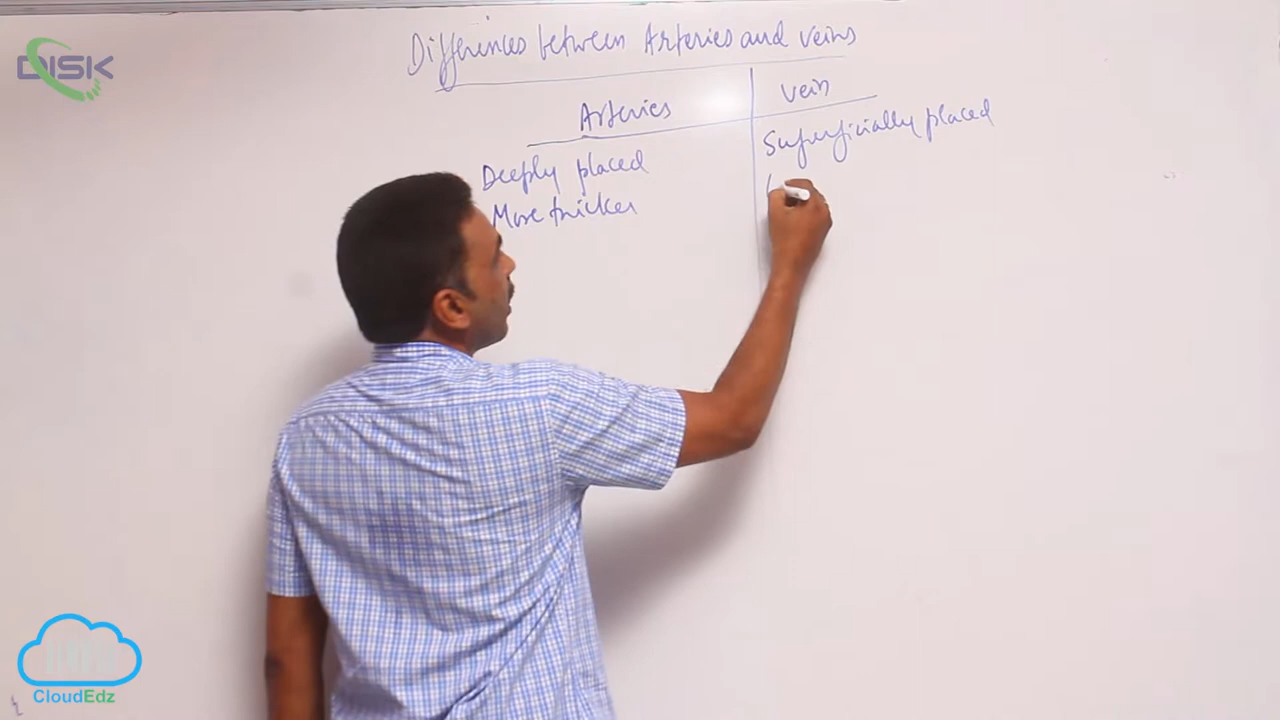 DISK
Differences between Arteries and veins
Arteries
vein
Deeply placed
Superficially placed
More thicker
CloudEdz